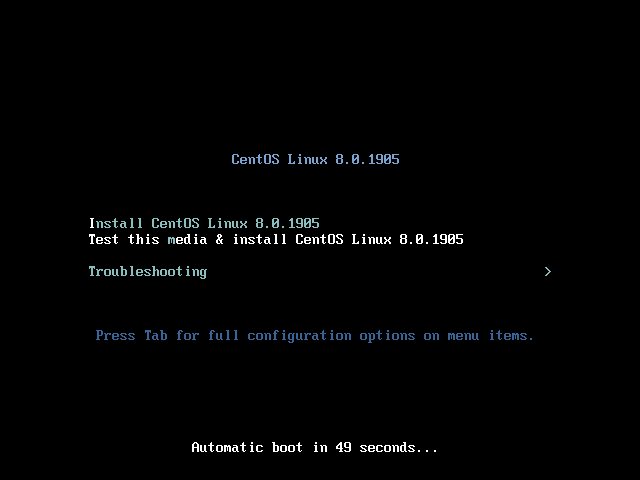 CentOS Linux 8.0.1905
Install CentOS Linux 8.0.1905
Test this media & install CentOS Linux 8.0.1905
Troubleshooting >
Press Tab for full configuration options on menu items.
Automatic boot in 49 seconds...